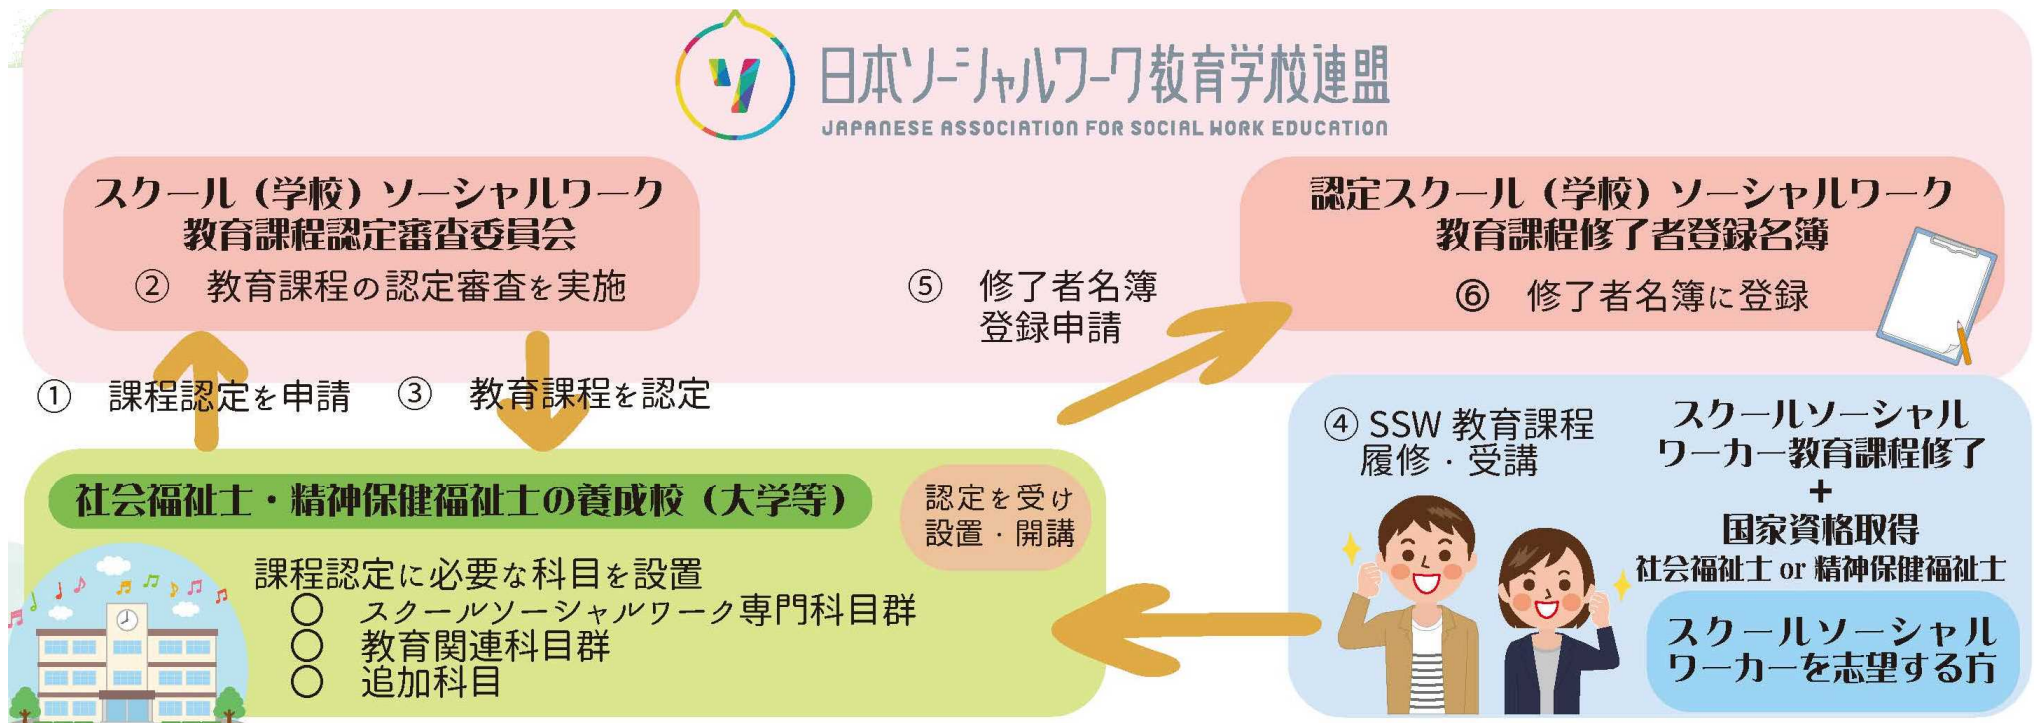 日本ソーシャルワーク教育学校連盟
JAPANESE ASSOCIATION FOR SOCIAL WORK EDUCATION
スクール（学校）ソーシャルワーク
教育課程認定審査委員会
② 教育課程の認定審査を実施
認定スクール（学校）ソーシャルワーク
教育課程修了者登録名簿
⑥ 修了者名簿に登録
⑤ 修了者名簿
登録申請
① 課程認定を申請
③ 教育課程を認定
社会福祉士・精神保健福祉士の養成校（大学等）
認定を受け
設置・開講
課程認定に必要な科目を設置
○ スクールソーシャルワーク専門科目群
○ 教育関連科目群
○ 追加科目
④ SSW 教育課程
履修・受講
スクールソーシャル
ワーカー教育課程修了
+
国家資格取得
社会福祉士 or 精神保健福祉士
スクールソーシャル
ワーカーを志望する方